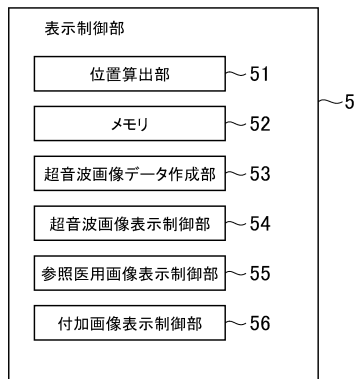 表示制御部
位置算出部 51
メモリ 52
超音波画像データ作成部 53
超音波画像表示制御部 54
参照医用画像表示制御部 55
付加画像表示制御部 56
5